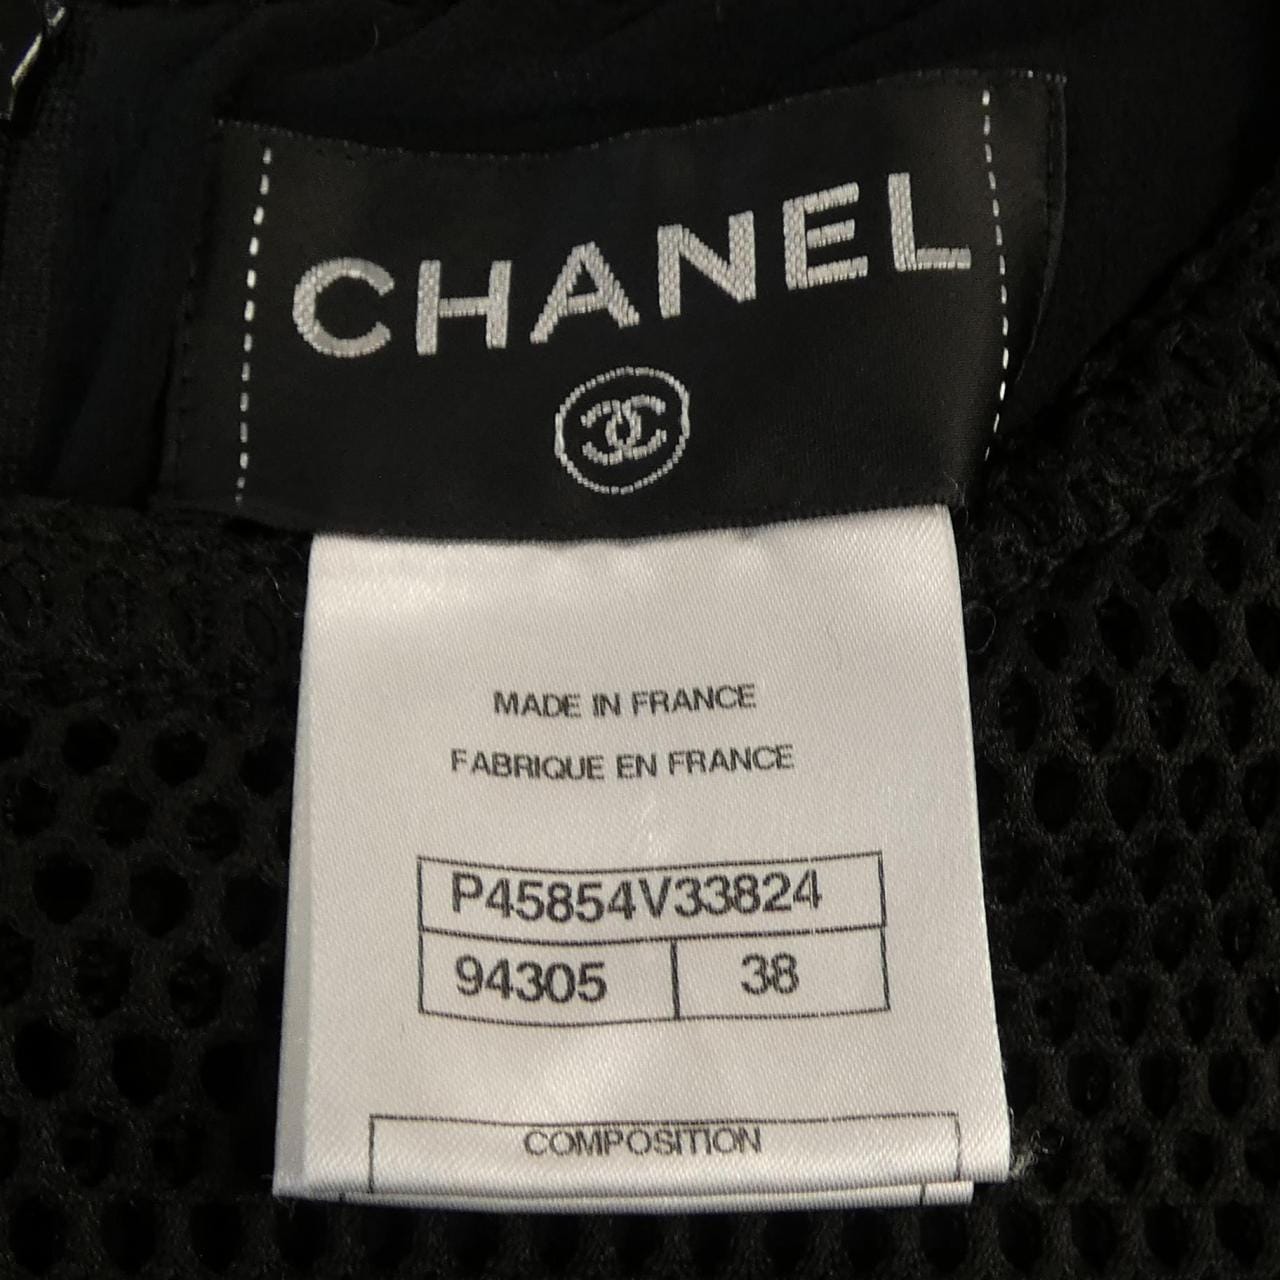 CHANEL
MADE IN FRANCE
FABRIQUE EN FRANCE
P45854V33824
94305 38
COMPOSITION